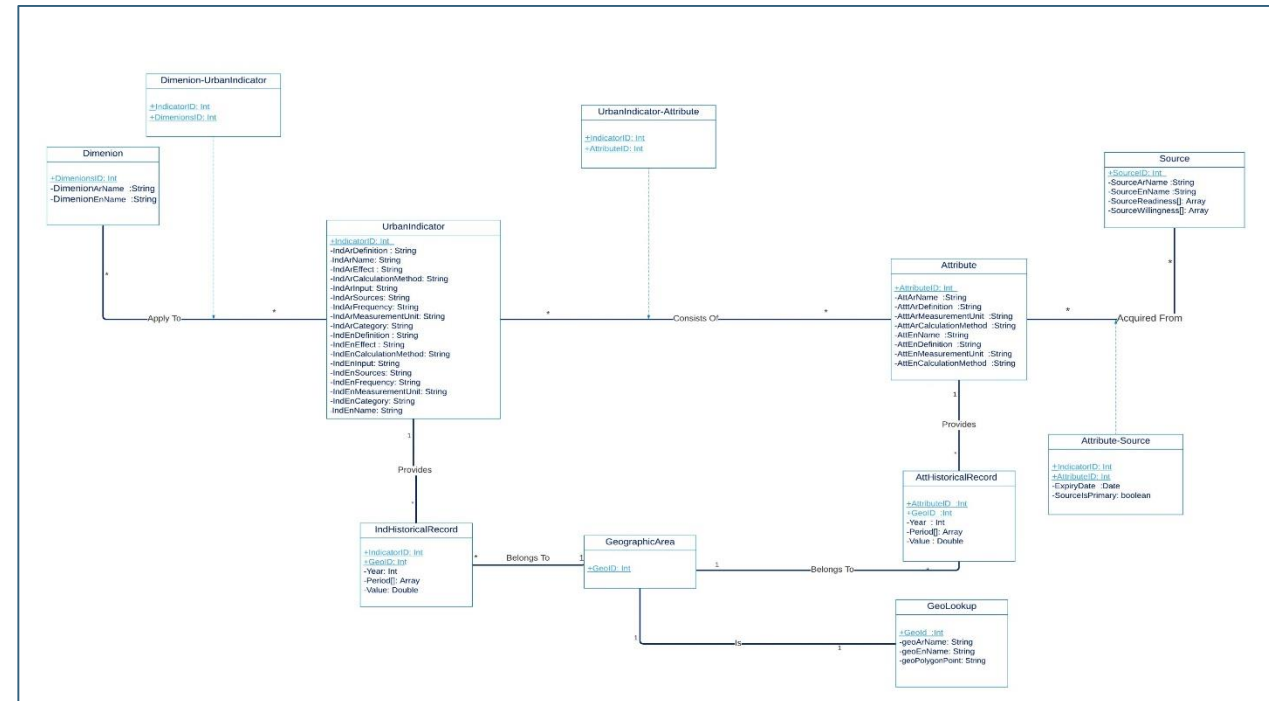 Dimenion-UrbanIndicator
+IndicatorID: Int
+DimenionsID: Int
UrbanIndicator-Attribute
+IndicatorID: Int
+AttributeID: Int
Dimenion
+DimenionsID: Int
-DimenionArName :String
-DimenionEnName :String
Source
+SourceID: Int
-SourceArName :String
-SourceEnName :String
-SourceReadiness[]: Array
-SourceWillingness[]: Array
UrbanIndicator
+IndicatorID: Int
-IndArDefinition : String
-IndArName: String
-IndArEffect : String
-IndArCalculationMethod: String
-IndArInput: String
-IndArSources: String
-IndArFrequency: String
-IndArMeasurementUnit: String
-IndArCategory: String
-IndEnDefinition : String
-IndEnEffect : String
-IndEnCalculationMethod: String
-IndEnInput: String
-IndEnSources: String
-IndEnFrequency: String
-IndEnMeasurementUnit: String
-IndEnCategory: String
-IndEnName: String
Attribute
+AttributeID: Int
-AttArName :String
-AtttArDefinition :String
-AtttArMeasurementUnit :String
-AtttArCalculationMethod :String
-AttEnName :String
-AttEnDefinition :String
-AttEnMeasurementUnit :String
-AttEnCalculationMethod :String
*
Apply To
*
*
Consists Of
*
*
Acquired From
*
1
Provides
*
1
Provides
*
Attribute-Source
+IndicatorID: Int
+AttributeID: Int
-ExpiryDate :Date
-SourceIsPrimary: boolean
AttHistoricalRecord
+AttributeID :Int
+GeoID :Int
-Year : Int
-Period[]: Array
-Value : Double
IndHistoricalRecord
+IndicatorID: Int
+GeoID: Int
-Year: Int
-Period[]: Array
-Value: Double
*
Belongs To
1
GeographicArea
+GeoID: Int
1
Belongs To
*
1
Is
1
GeoLookup
+GeoId :Int
-geoArName: String
-geoEnName: String
-geoPolygonPoint: String